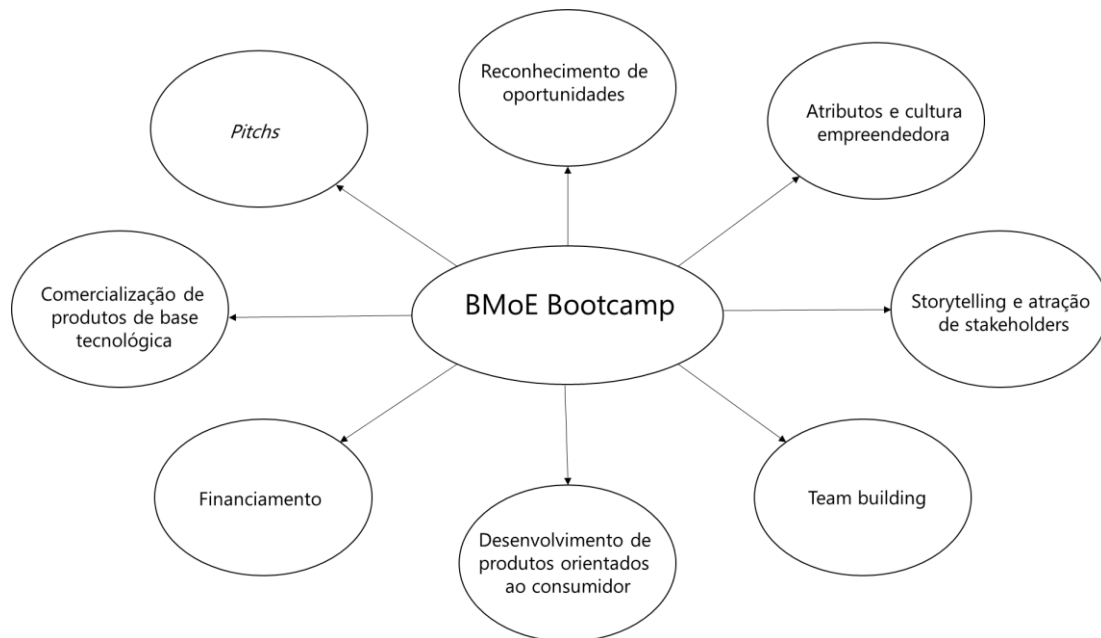 Reconhecimento de
oportunidades
Pitchs
Atributos e cultura
empreendedora
BMoE Bootcamp
Comercialização de
produtos de base
tecnológica
Storytelling e atração
de stakeholders
Financiamento
Team building
Desenvolvimento de
produtos orientados
ao consumidor